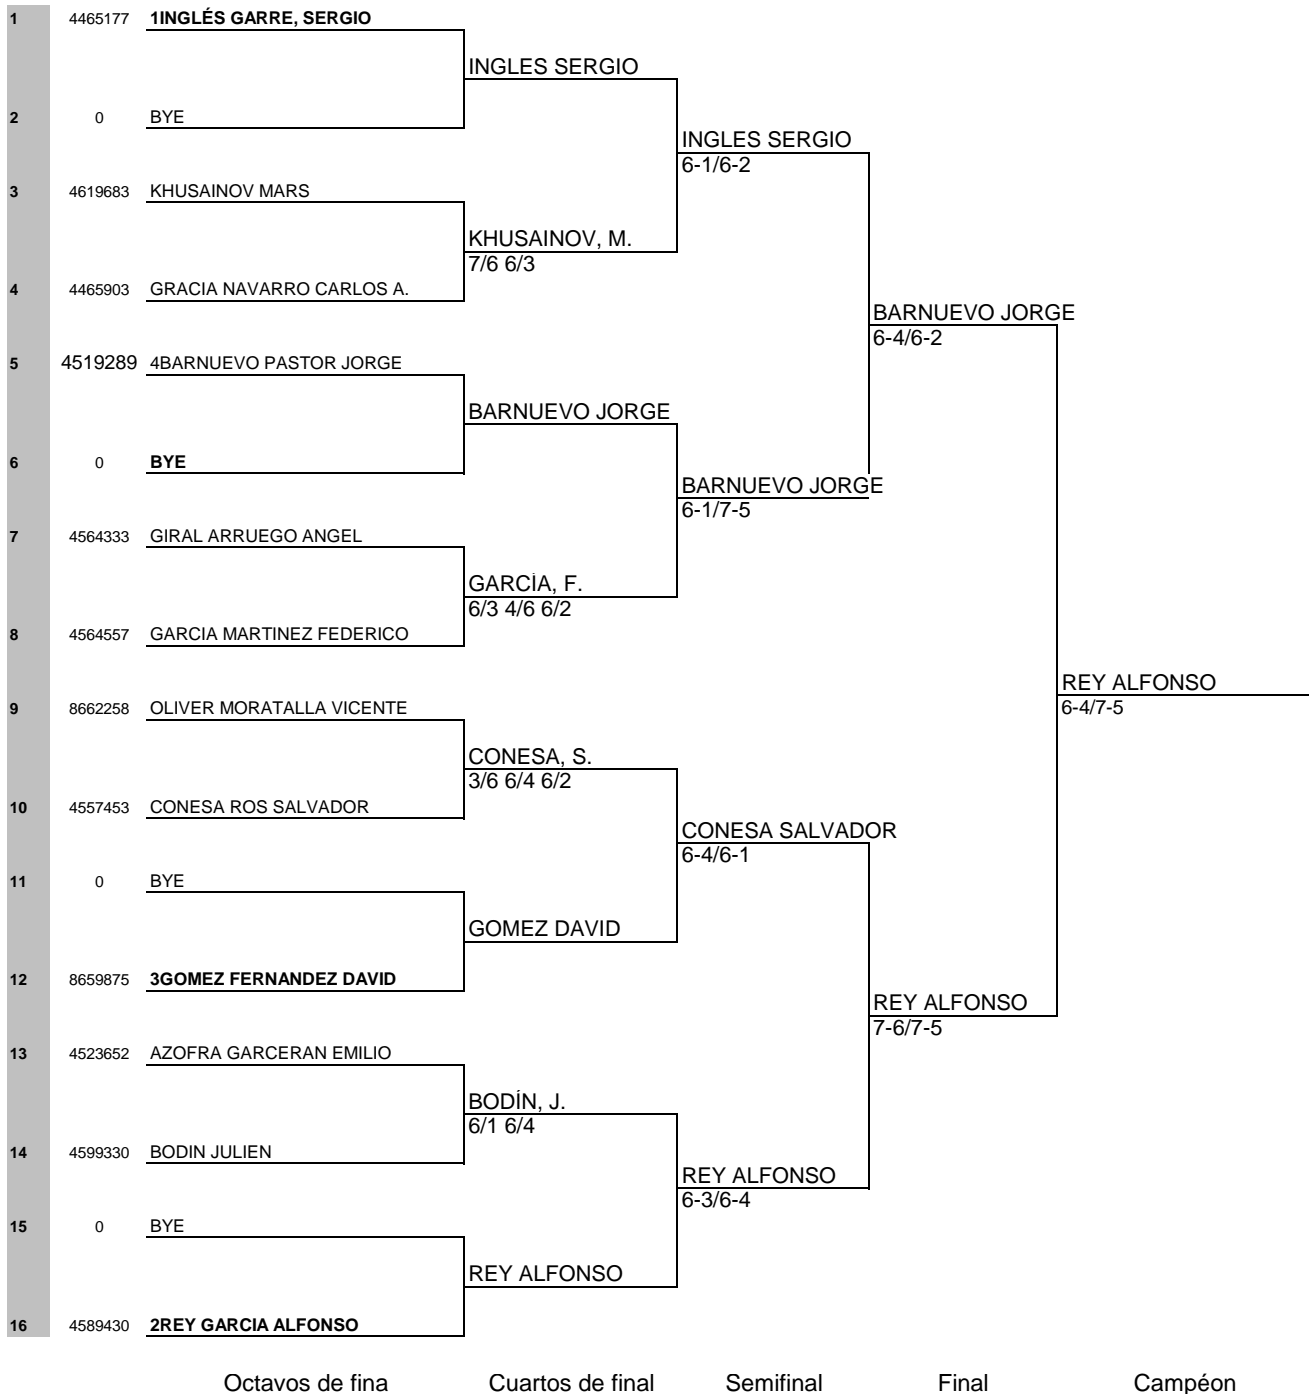 1 4465177 1INGLÉS GARRE, SERGIO
INGLES SERGIO
2 0 BYE
INGLES SERGIO
6-1/6-2
3 4619683 KHUSAINOV MARS
KHUSAINOV, M.
7/6 6/3
4 4465903 GRACIA NAVARRO CARLOS A.
BARNUEVO JORGE
6-4/6-2
5 4519289 4BARNUEVO PASTOR JORGE
BARNUEVO JORGE
6 0 BYE
BARNUEVO JORGE
6-1/7-5
7 4564333 GIRAL ARRUEGO ANGEL
GARCÍA, F.
6/3 4/6 6/2
8 4564557 GARCIA MARTINEZ FEDERICO
REY ALFONSO
6-4/7-5
9 8662258 OLIVER MORATALLA VICENTE
CONESA, S.
3/6 6/4 6/2
10 4557453 CONESA ROS SALVADOR
CONESA SALVADOR
6-4/6-1
11 0 BYE
GOMEZ DAVID
12 8659875 3GOMEZ FERNANDEZ DAVID
REY ALFONSO
7-6/7-5
13 4523652 AZOFRA GARCERAN EMILIO
BODÍN, J.
6/1 6/4
14 4599330 BODIN JULIEN
REY ALFONSO
6-3/6-4
15 0 BYE
REY ALFONSO
16 4589430 2REY GARCIA ALFONSO
Octavos de fina Cuartos de final Semifinal Final Campéon